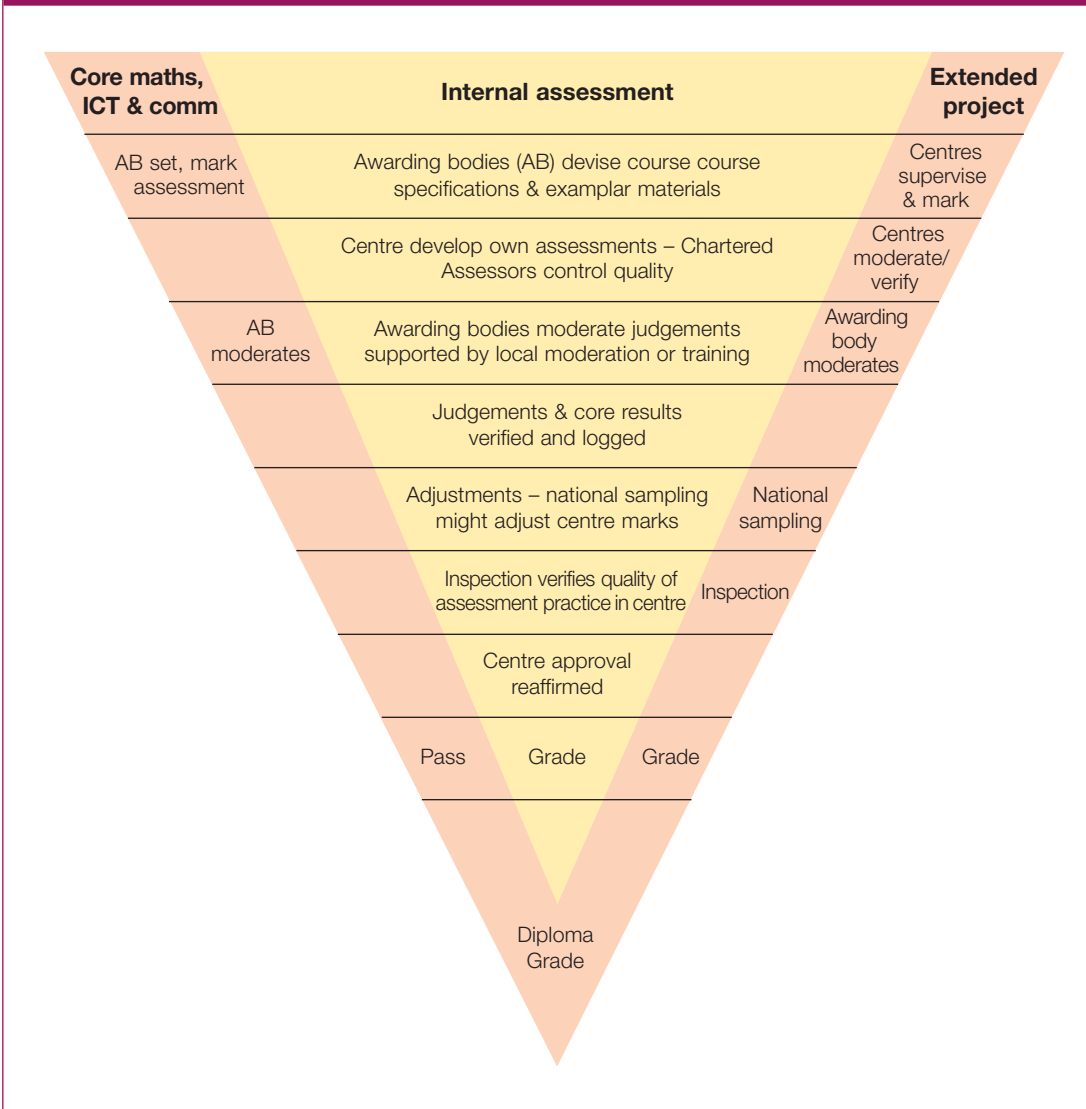 Core maths,
ICT & comm
Internal assessment
Extended
project
AB set, mark
assessment
Awarding bodies (AB) devise course course
specifications & examplar materials
Centres
supervise
& mark
Centre develop own assessments – Chartered
Assessors control quality
Centres
moderate/
verify
AB
moderates
Awarding bodies moderate judgements
supported by local moderation or training
Awarding
body
moderates
Judgements & core results
verified and logged
Adjustments – national sampling
might adjust centre marks
National
sampling
Inspection verifies quality of
assessment practice in centre
Inspection
Centre approval
reaffirmed
Pass
Grade
Grade
Diploma
Grade